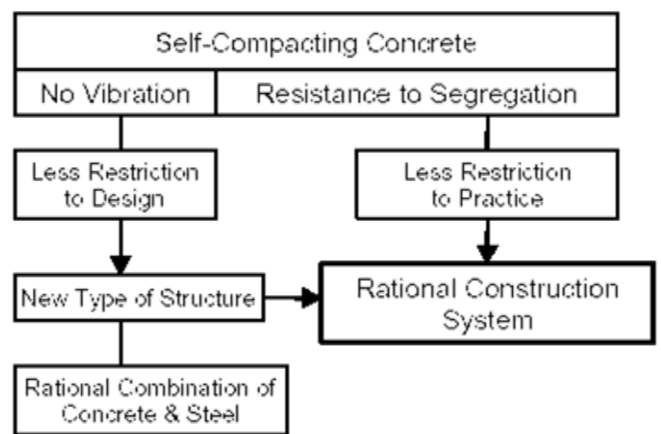 Self-Compacting Concrete
No Vibration
Resistance to Segregation
Less Restriction
to Design
Less Restriction
to Practice
New Type of Structure
Rational Construction
System
Rational Combination of
Concrete & Steel